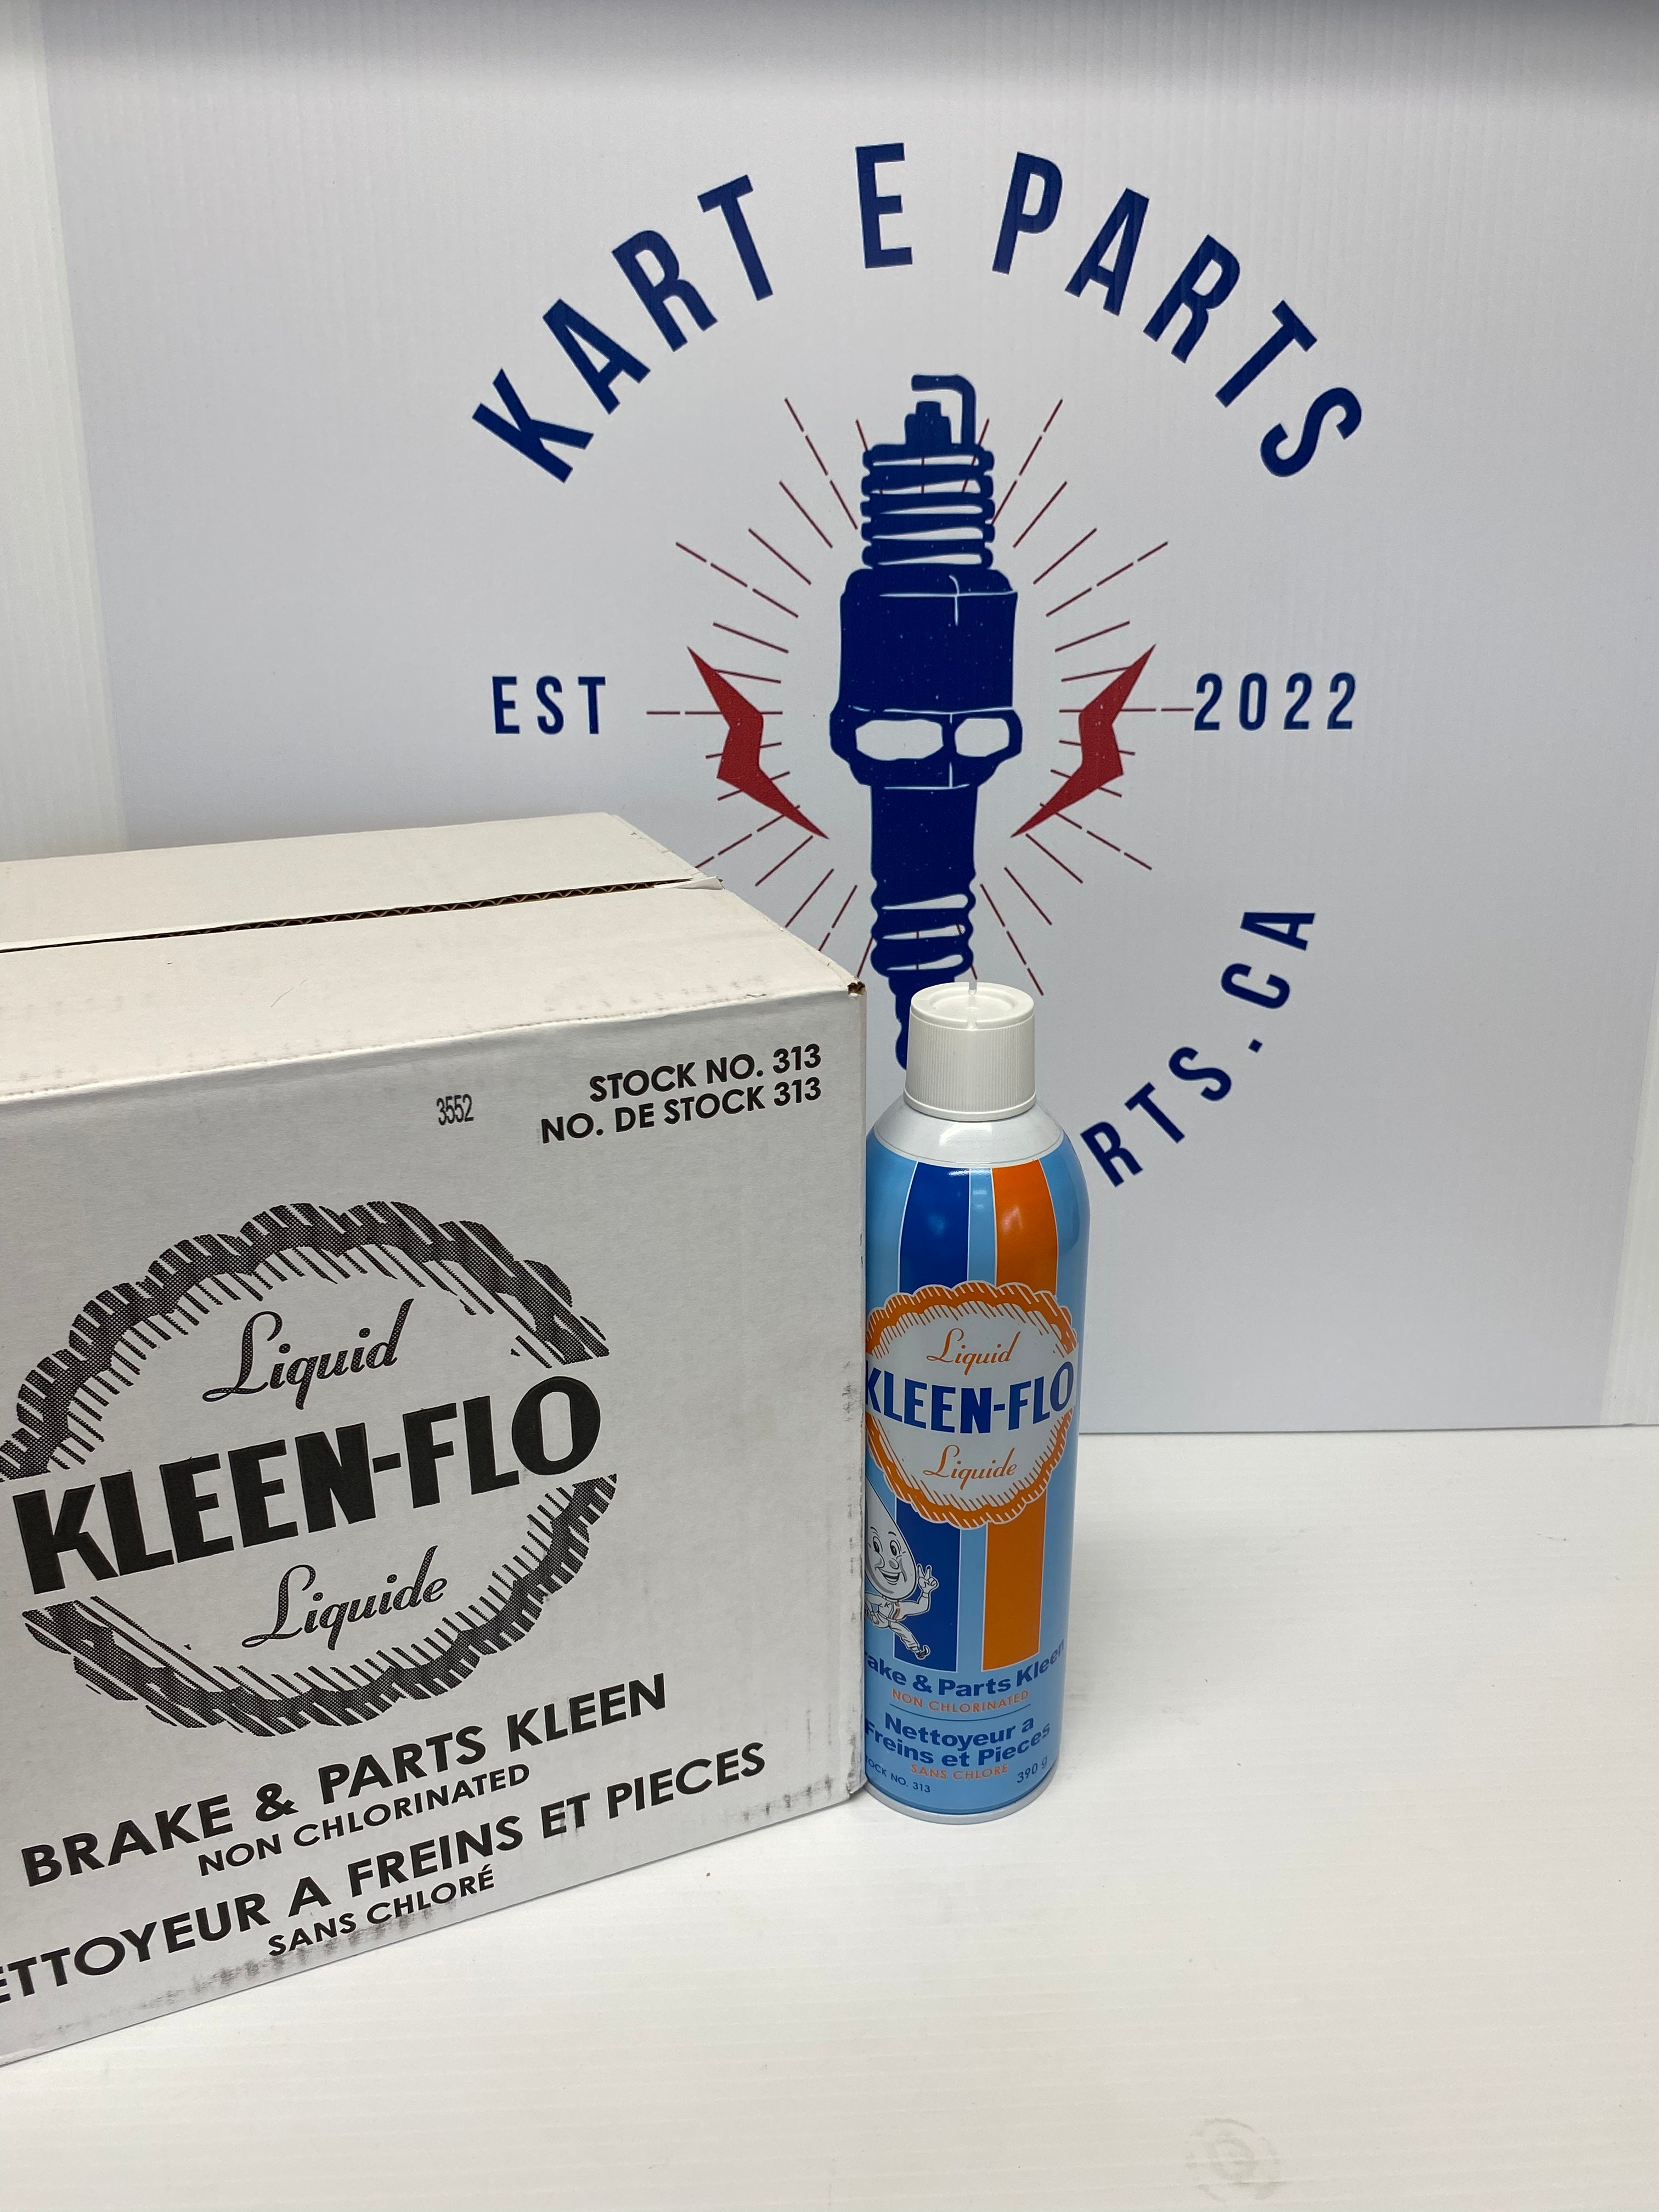 KART E PARTS
EST
2022
RTS.CA
STOCK NO. 313
NO. DE STOCK 313
3552
Liquid
KLEEN-FLO
Liquide
BRAKE & PARTS KLEEN
NON CHLORINATED
ETTOYEUR A FREINS ET PIECES
SANS CHLORÉ
Liquid
KLEEN-FLO
Liquide
ake & Parts Kleen
NON CHLORINATED
Nettoyeur a
Freins et Pieces
SANS CHLORE
OCK NO. 313
390 g